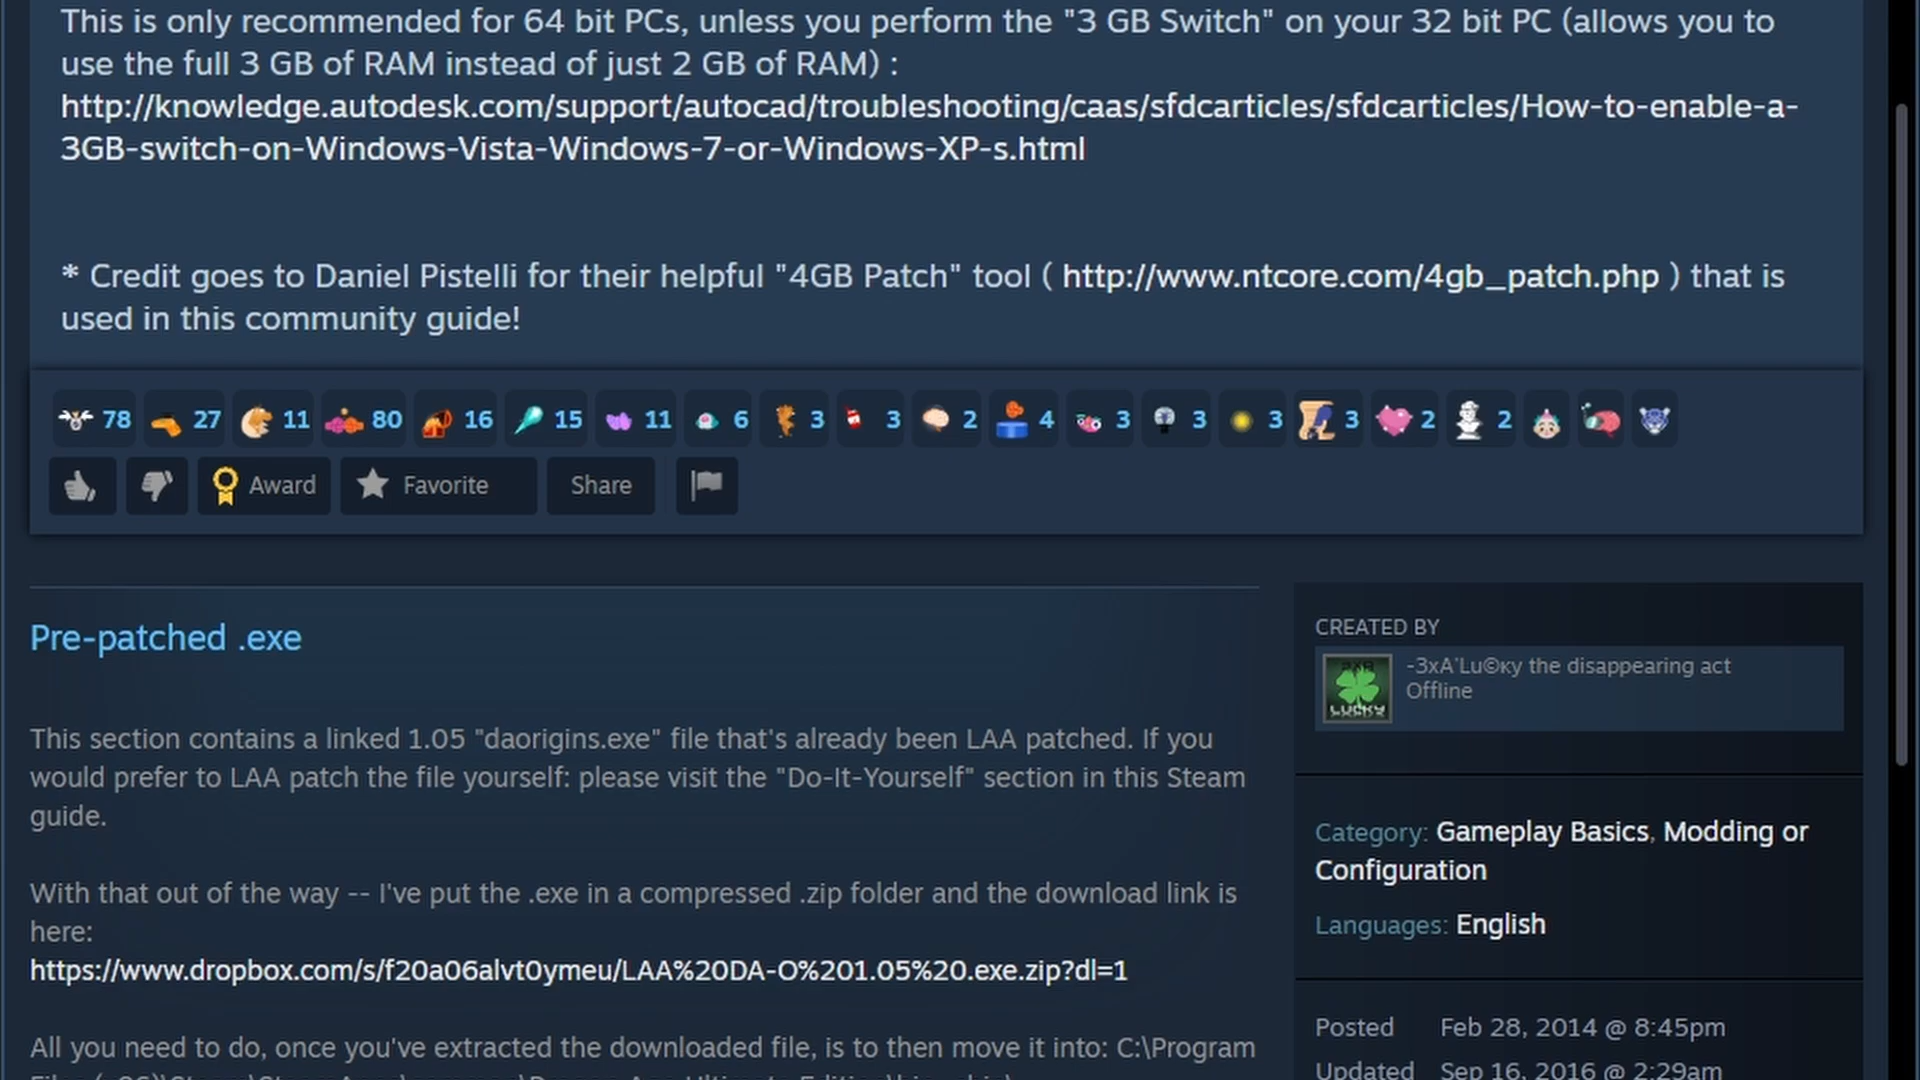 This is only recommended for 64 bit PCs, unless you perform the "3 GB Switch" on your 32 bit PC (allows you to
use the full 3 GB of RAM instead of just 2 GB of RAM) :
http://knowledge.autodesk.com/support/autocad/troubleshooting/caas/sfdcarticles/sfdcarticles/How-to-enable-a-
3GB-switch-on-Windows-Vista-Windows-7-or-Windows-XP-s.html
* Credit goes to Daniel Pistelli for their helpful "4GB Patch" tool ( http://www.ntcore.com/4gb_patch.php ) that is
used in this community guide!
78 27 11 80 16 15 11 6 3 3 2 4 3 3 3 3 2 2
Award Favorite Share
Pre-patched .exe
This section contains a linked 1.05 "daorigins.exe" file that's already been LAA patched. If you
would prefer to LAA patch the file yourself: please visit the "Do-It-Yourself" section in this Steam
guide.
With that out of the way -- I've put the .exe in a compressed .zip folder and the download link is
here:
https://www.dropbox.com/s/f20a06alvt0ymeu/LAA%20DA-O%201.05%20.exe.zip?dl=1
All you need to do, once you've extracted the downloaded file, is to then move it into: C:\Program
CREATED BY
LUCKY
-3xA'Lu©ку the disappearing act
Offline
Category: Gameplay Basics, Modding or
Configuration
Languages: English
Posted Feb 28, 2014 @ 8:45pm
Updated Sep 16, 2016 @ 2:29am